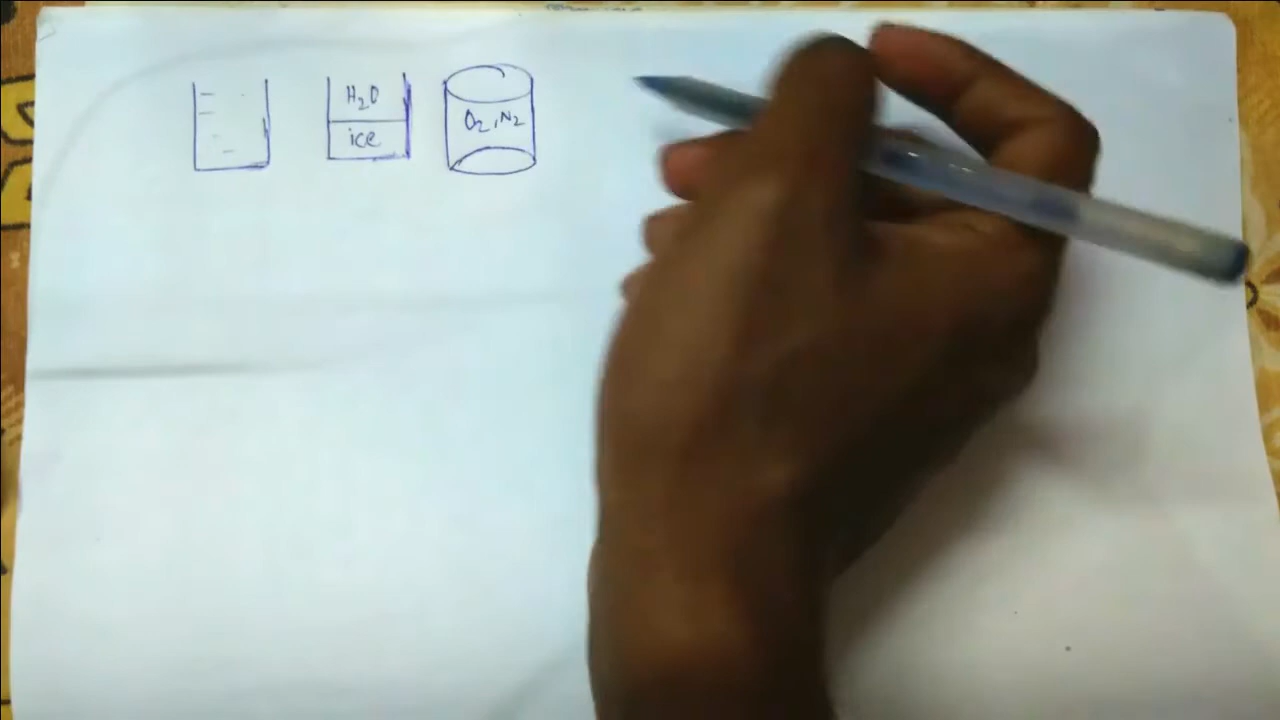 H₂O
ice
O₂, N₂